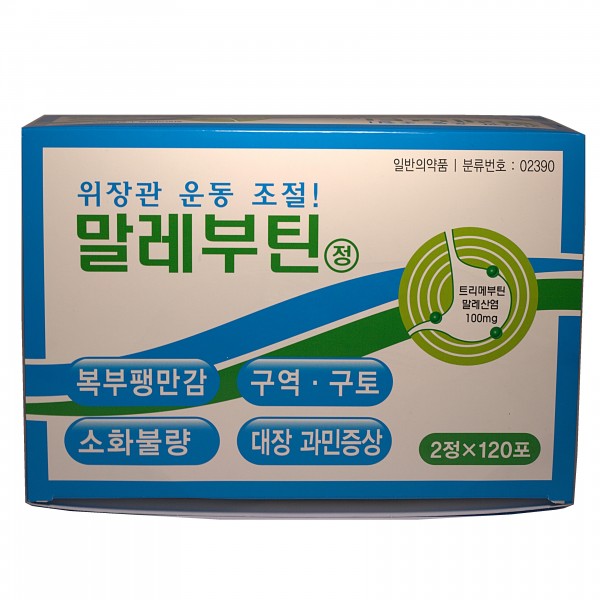 일반의약품 | 분류번호 : 02390
위장관 운동 조절!
말레부틴 정
트리메부틴
말레산염
100mg
복부팽만감
구역·구토
소화불량
대장 과민증상
2정×120포